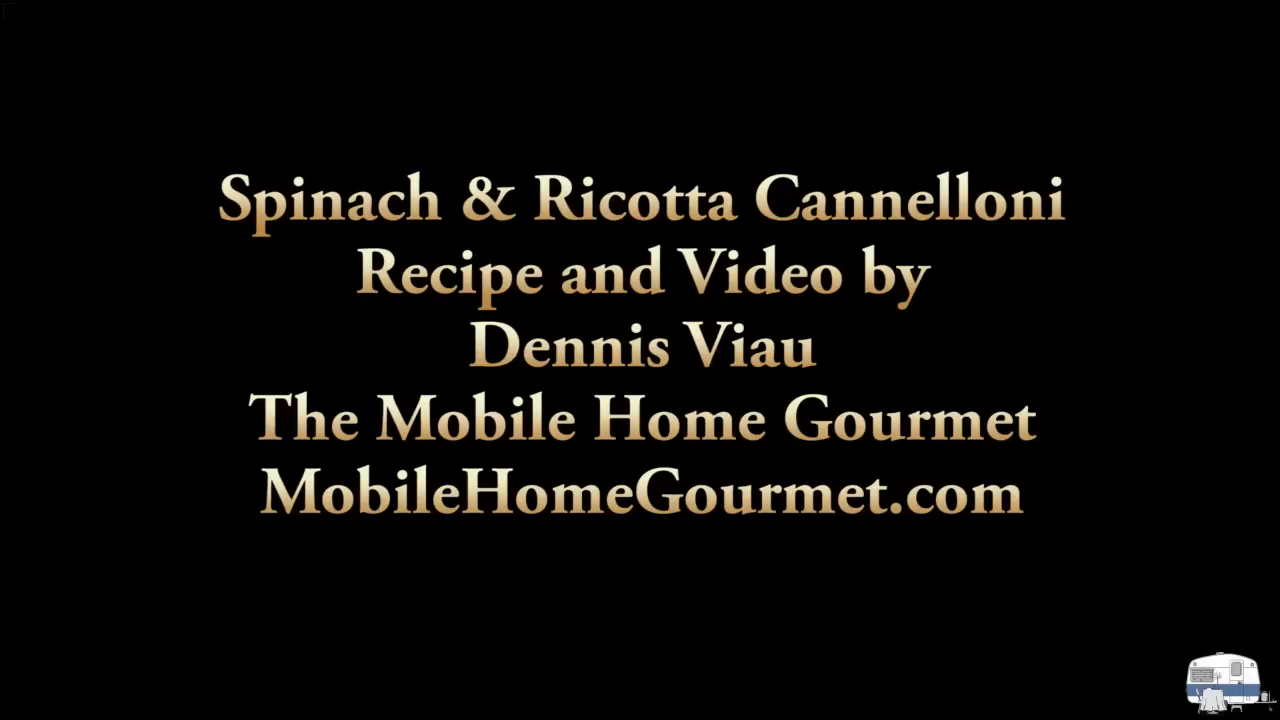 Spinach & Ricotta Cannelloni
Recipe and Video by
Dennis Viau
The Mobile Home Gourmet
MobileHomeGourmet.com